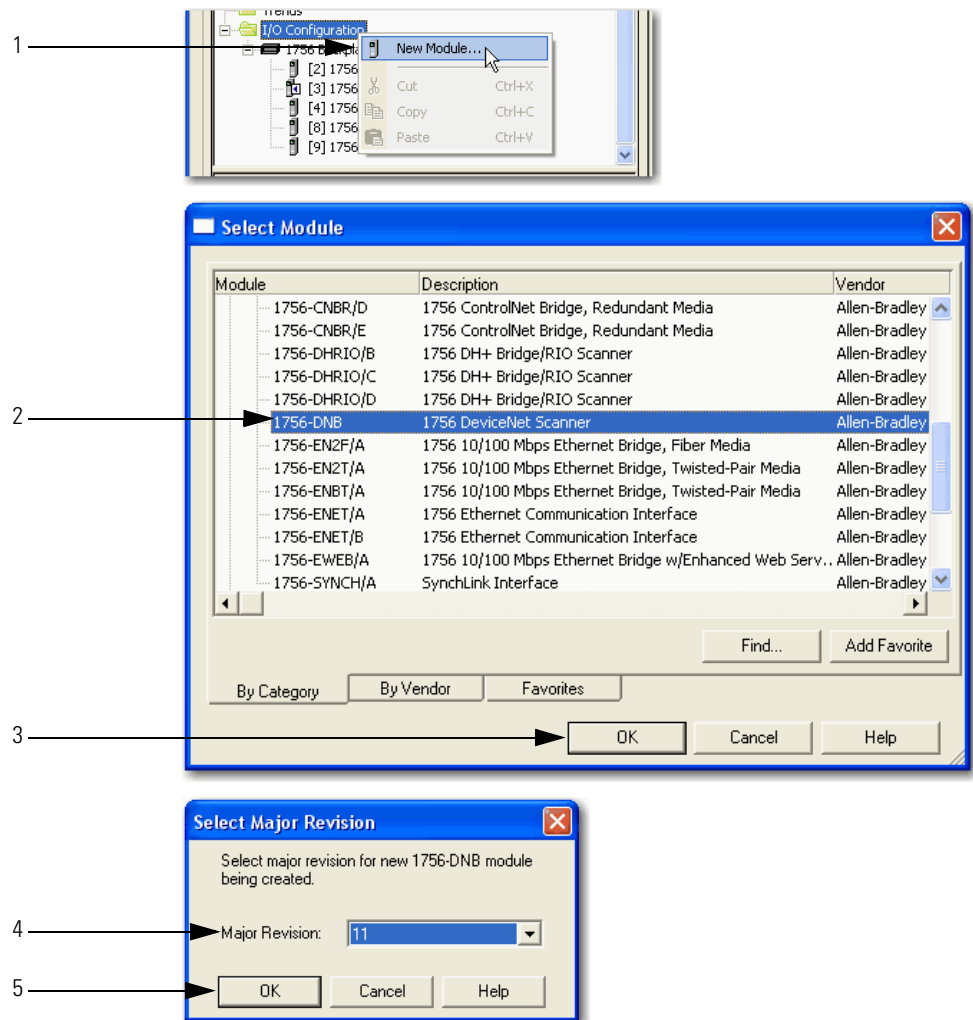 Trends
I/O Configuration
1
1756 Backpla
New Module...
[2] 1756
[3] 1756
Cut Ctrl+X
[4] 1756
Copy Ctrl+C
[8] 1756
[9] 1756
Paste Ctrl+V
Select Module
Module Description Vendor
1756-CNBR/D 1756 ControlNet Bridge, Redundant Media Allen-Bradley
1756-CNBR/E 1756 ControlNet Bridge, Redundant Media Allen-Bradley
1756-DHRIO/B 1756 DH+ Bridge/RIO Scanner Allen-Bradley
1756-DHRIO/C 1756 DH+ Bridge/RIO Scanner Allen-Bradley
1756-DHRIO/D 1756 DH+ Bridge/RIO Scanner Allen-Bradley
2 1756-DNB 1756 DeviceNet Scanner Allen-Bradley
1756-EN2F/A 1756 10/100 Mbps Ethernet Bridge, Fiber Media Allen-Bradley
1756-EN2T/A 1756 10/100 Mbps Ethernet Bridge, Twisted-Pair Media Allen-Bradley
1756-ENBT/A 1756 10/100 Mbps Ethernet Bridge, Twisted-Pair Media Allen-Bradley
1756-ENET/A 1756 Ethernet Communication Interface Allen-Bradley
1756-ENET/B 1756 Ethernet Communication Interface Allen-Bradley
1756-EWEB/A 1756 10/100 Mbps Ethernet Bridge w/Enhanced Web Serv.. Allen-Bradley
1756-SYNCH/A SynchLink Interface Allen-Bradley
Find... Add Favorite
By Category By Vendor Favorites
3 OK Cancel Help
Select Major Revision
Select major revision for new 1756-DNB module
being created.
4 Major Revision: 11
5 OK Cancel Help